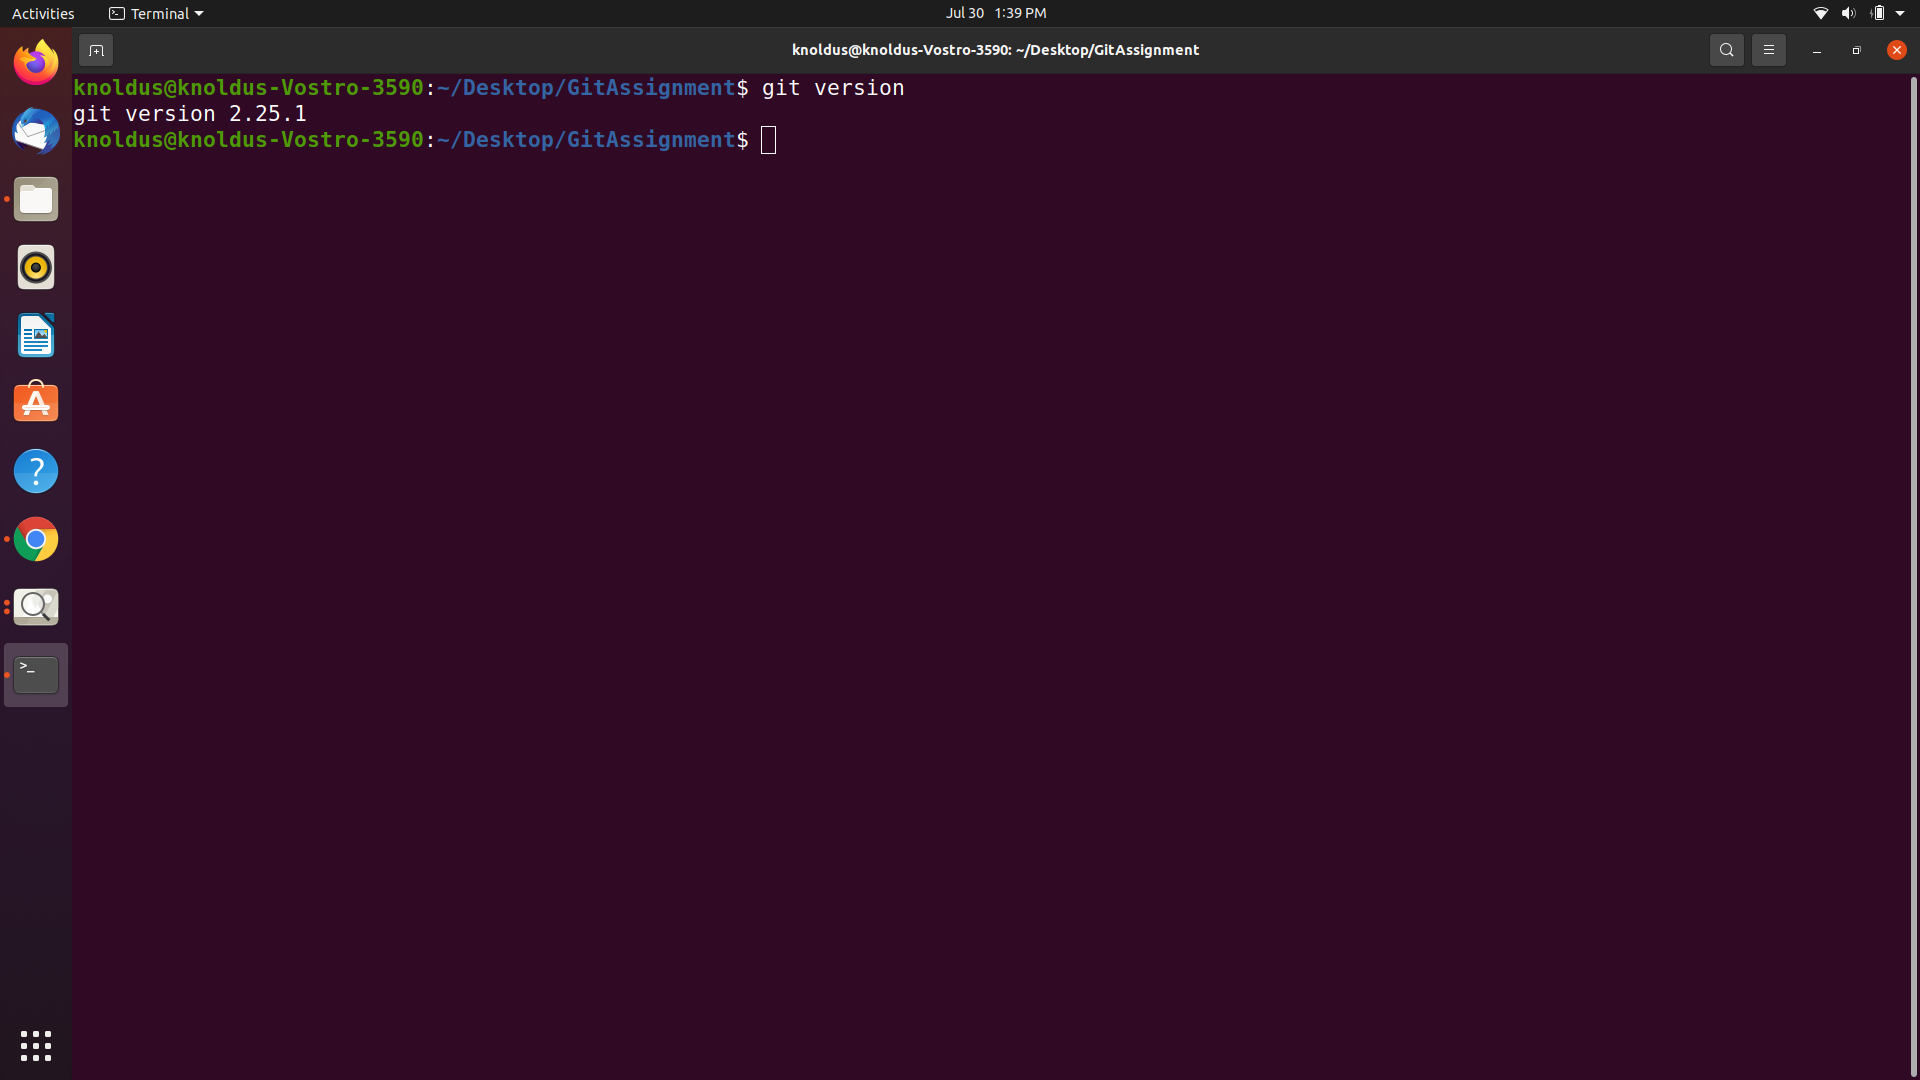 Activities
Terminal
Jul 30 1:39 PM
knoldus@knoldus-Vostro-3590: ~/Desktop/GitAssignment
knoldus@knoldus-Vostro-3590:~/Desktop/GitAssignment$ git version
git version 2.25.1
knoldus@knoldus-Vostro-3590:~/Desktop/GitAssignment$